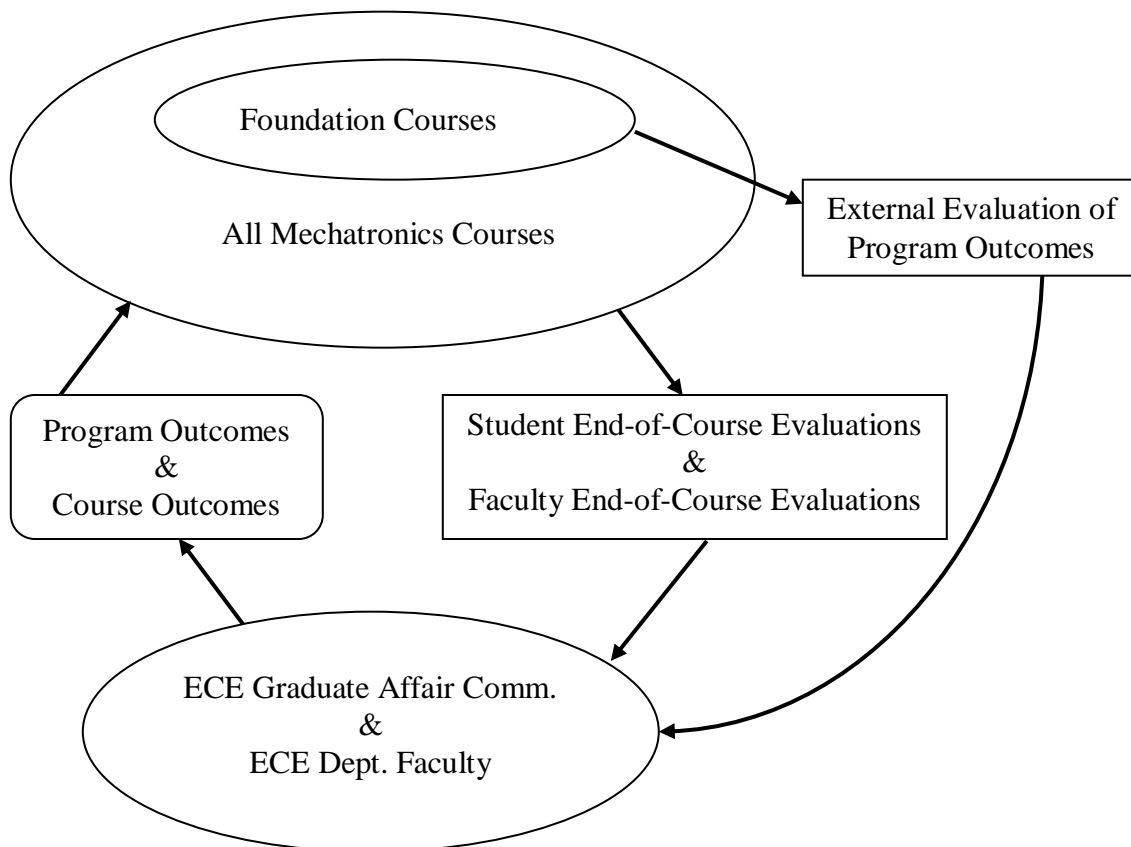 Foundation Courses
All Mechatronics Courses
External Evaluation of
Program Outcomes
Program Outcomes
&
Course Outcomes
Student End-of-Course Evaluations
&
Faculty End-of-Course Evaluations
ECE Graduate Affair Comm.
&
ECE Dept. Faculty